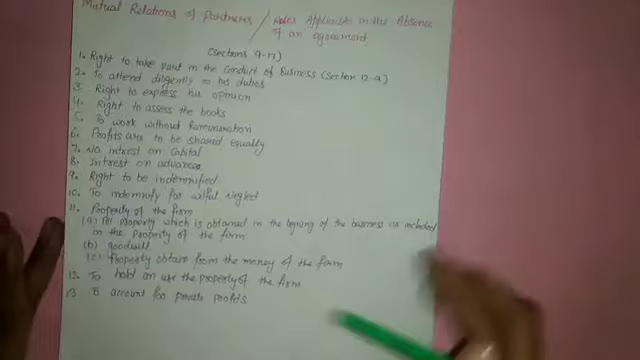 Mutual Relations of Partners / Rules Applicable in the Absence
of an agreement
(Sections 9-17)
1. Right to take part in the Conduct of Business (Section 12-a)
2. To attend diligently to his duties
3. Right to express his opinion
4. Right to assess the books
5. To work without Remuneration
6. Profits are to be shared equally
7. No intrest on Capital
8. Intrest on advances
9. Right to be indemnified
10. To indemnify for wilful neglect
11. Property of the firm
(a) property which is obtained in the of the business is included
in the property of the firm
(b) goodwill
(c) Property obtare from the money of the firm
12. To hold an use the property of the firm
13 To account for private profits